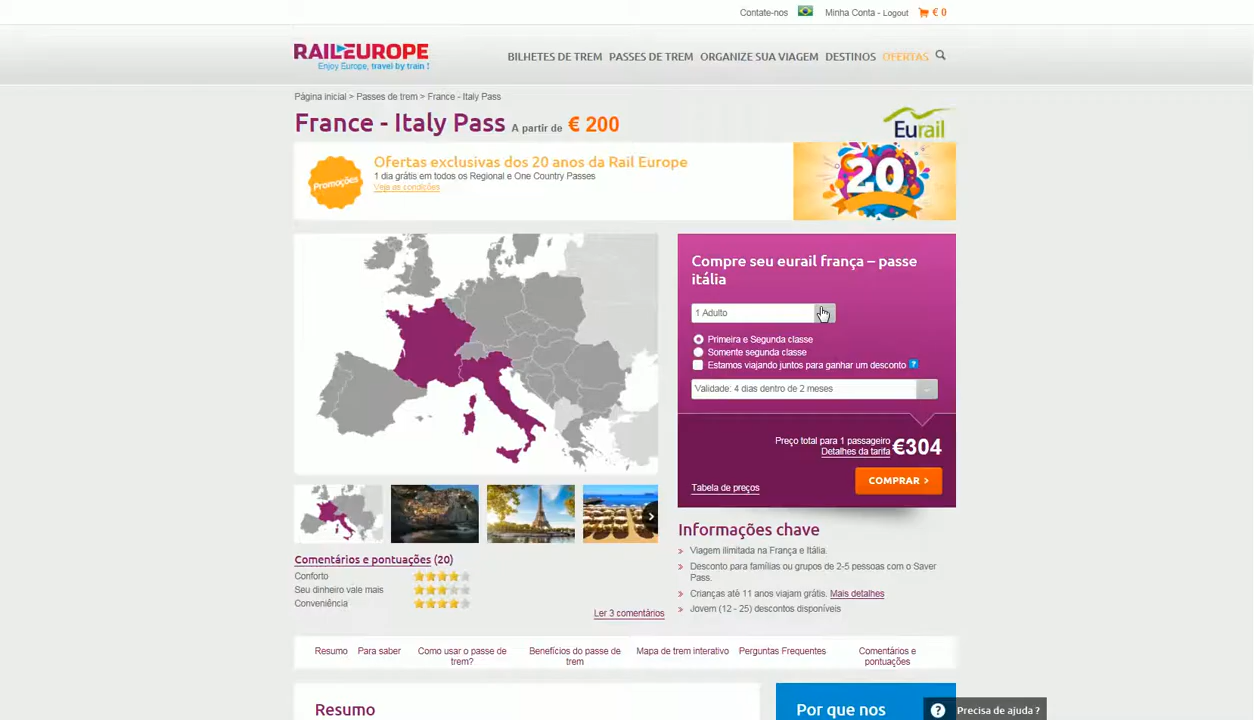 Contate-nos Minha Conta - Logout € 0
RAILEUROPE
Enjoy Europe, travel by train !
BILHETES DE TREM PASSES DE TREM ORGANIZE SUA VIAGEM DESTINOS OFERTAS
Página inicial > Passes de trem > France - Italy Pass
France - Italy Pass A partir de € 200
Eurail
Promoções
Ofertas exclusivas dos 20 anos da Rail Europe
1 dia grátis em todos os Regional e One Country Passes
Veja as condições
20
Compre seu eurail frança – passe
itália
1 Adulto
Primeira e Segunda classe
Somente segunda classe
Estamos viajando juntos para ganhar um desconto ?
Validade: 4 dias dentro de 2 meses
Preço total para 1 passageiro €304
Detalhes da tarifa
Tabela de preços
COMPRAR >
Comentários e pontuações (20)
Conforto
Seu dinheiro vale mais
Conveniência
Ler 3 comentários
Informações chave
Viagem ilimitada na França e Itália.
Desconto para famílias ou grupos de 2-5 pessoas com o Saver
Pass.
Crianças até 11 anos viajam grátis. Mais detalhes
Jovem (12 - 25) descontos disponíveis
Resumo Para saber Como usar o passe de trem? Benefícios do passe de trem Mapa de trem interativo Perguntas Frequentes Comentários e pontuações
Resumo
Por que nos
? Precisa de ajuda ?